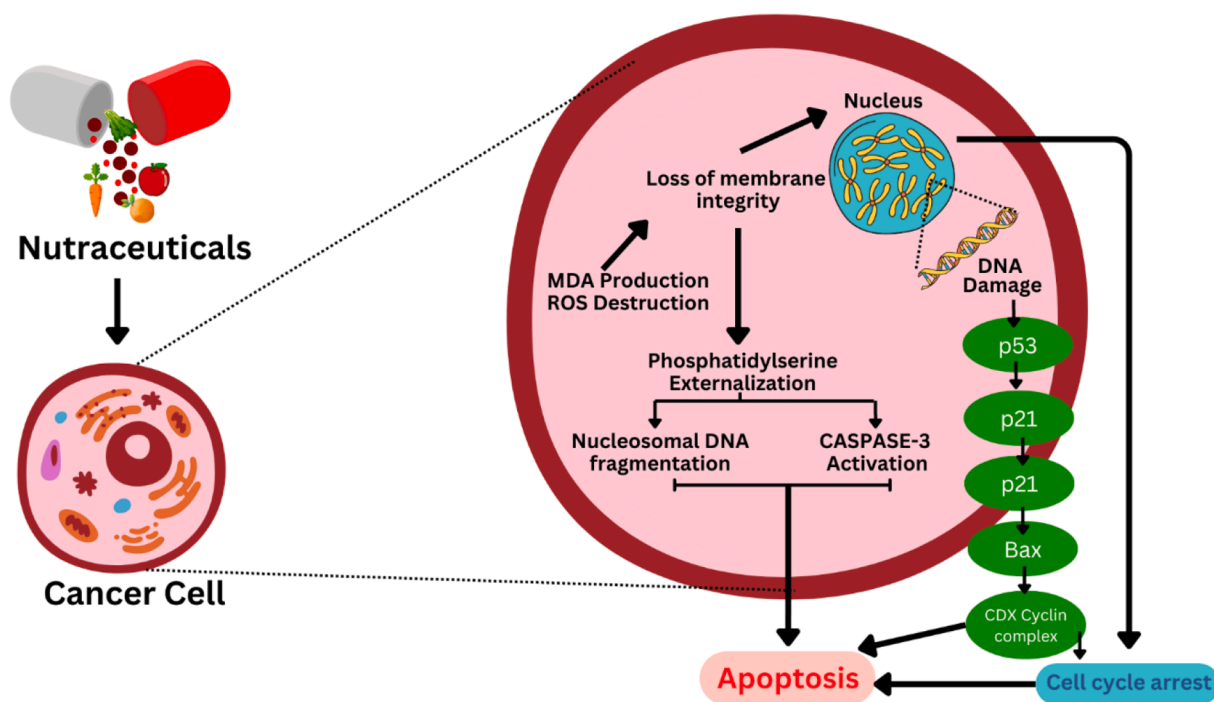 Nutraceuticals
Cancer Cell
Nucleus
Loss of membrane
integrity
MDA Production
ROS Destruction
DNA
Damage
Phosphatidylserine
Externalization
Nucleosomal DNA
fragmentation
CASPASE-3
Activation
p53
p21
p21
Bax
CDX Cyclin
complex
Apoptosis
Cell cycle arrest